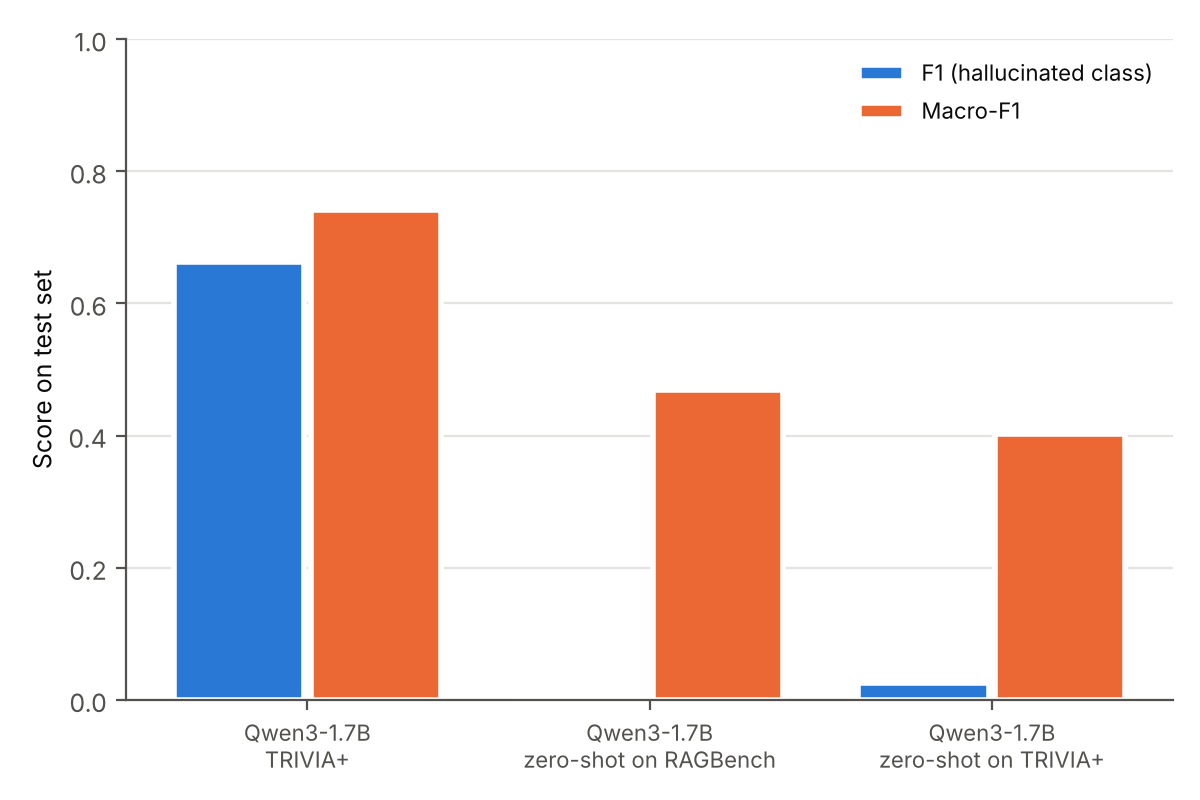 1.0
0.8
0.6
0.4
0.2
0.0
Score on test set
F1 (hallucinated class)
Macro-F1
Qwen3-1.7B
TRIVIA+
Qwen3-1.7B
zero-shot on RAGBench
Qwen3-1.7B
zero-shot on TRIVIA+